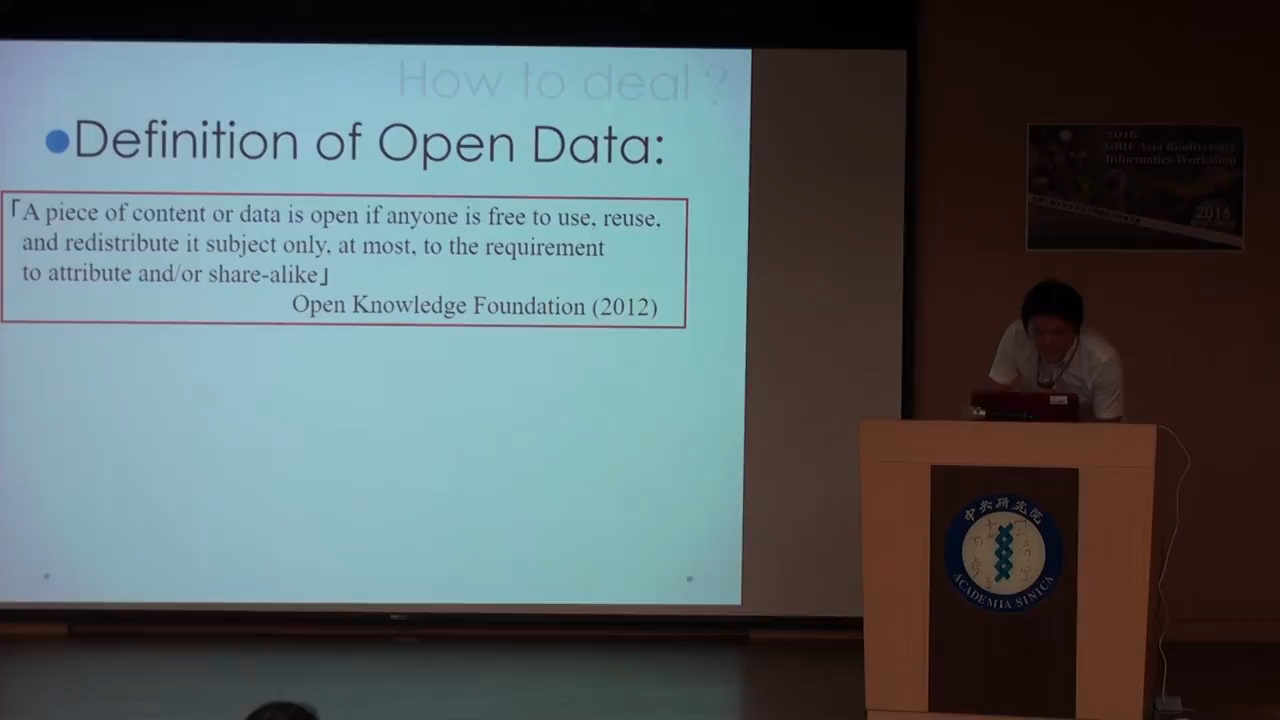 How to deal?
●Definition of Open Data:
「A piece of content or data is open if anyone is free to use, reuse,
and redistribute it subject only, at most, to the requirement
to attribute and/or share-alike」
Open Knowledge Foundation (2012)
2016
GBIF Asia Biodiversity
Informatics Workshop
2016
中央研究院
ACADEMIA SINICA